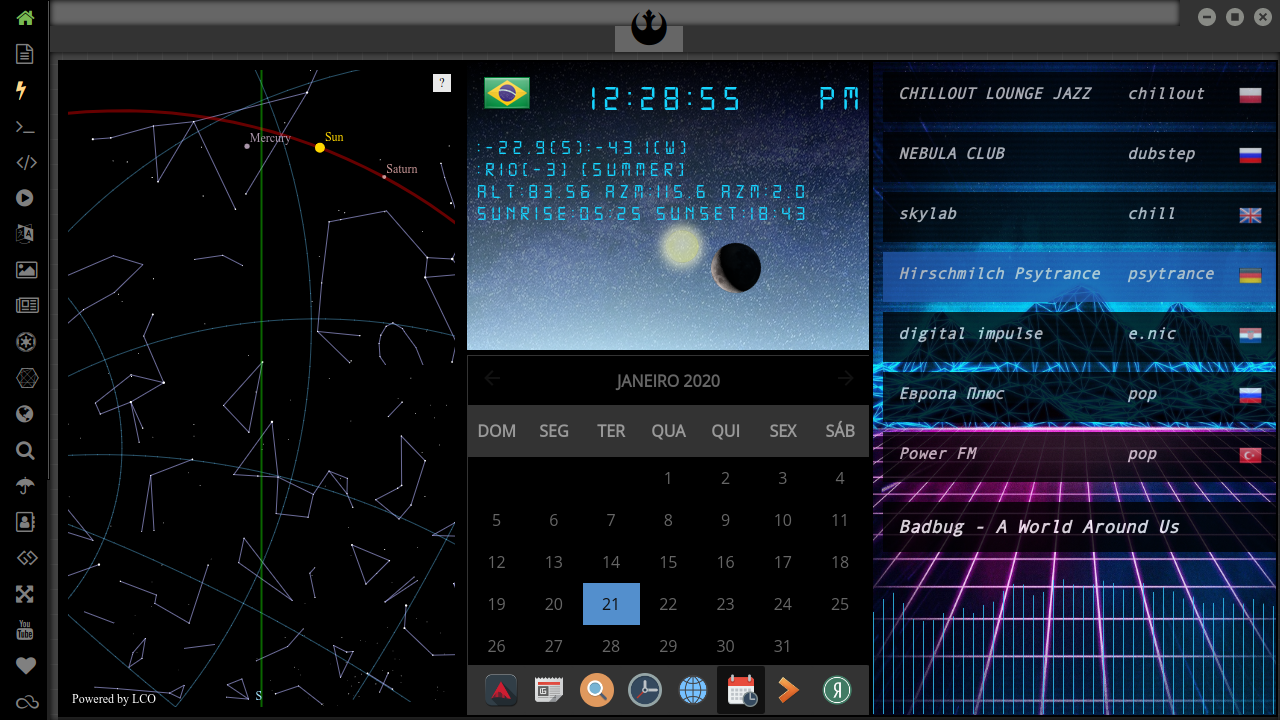 ?
Mercury
Sun
Saturn
Powered by LCO
S
12:28:55 PM
:-22.9(S):-43.1(W)
:RIO(-3) (SUMMER)
ALT:83.56 AZM:115.6 AZM:2.0
SUNRISE:05:25 SUNSET:18:43
JANEIRO 2020
DOM SEG TER QUA QUI SEX SÁB
1 2 3 4
5 6 7 8 9 10 11
12 13 14 15 16 17 18
19 20 21 22 23 24 25
26 27 28 29 30 31
Я
CHILLOUT LOUNGE JAZZ chillout
NEBULA CLUB dubstep
skylab chill
Hirschmilch Psytrance psytrance
digital impulse e.nic
Европа Плюс pop
Power FM pop
Badbug - A World Around Us
You
Tube